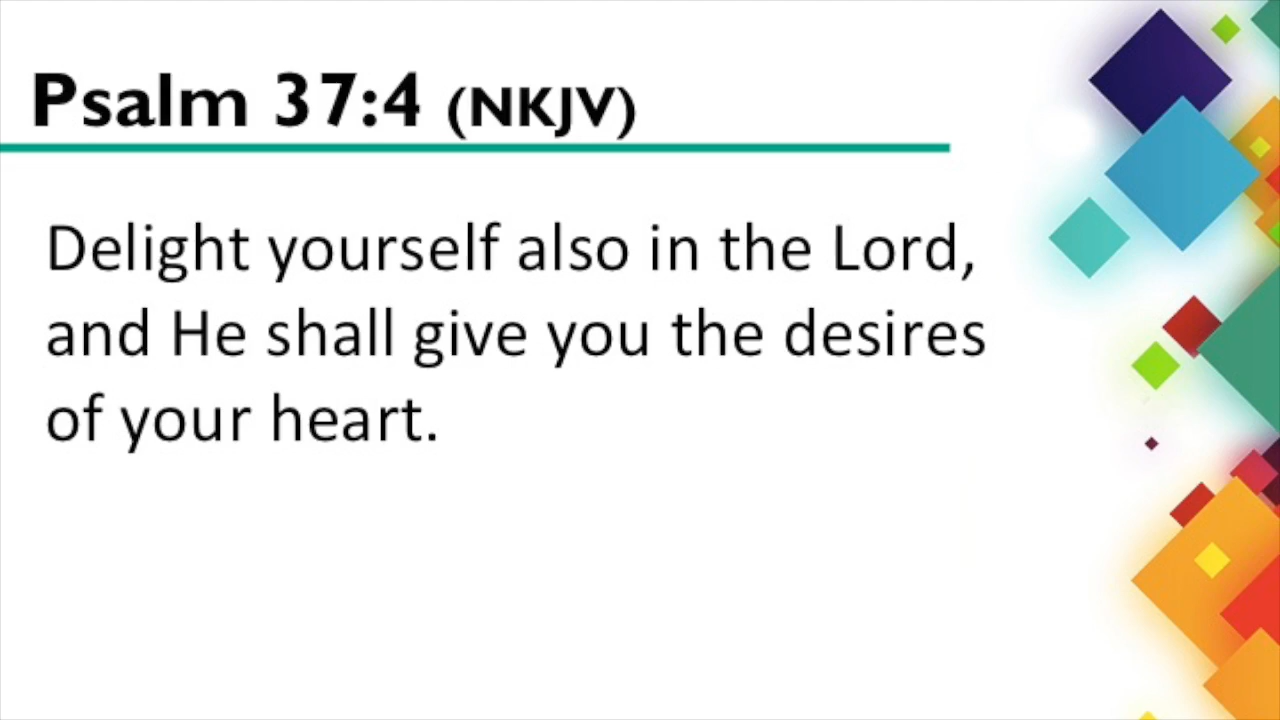 Psalm 37:4 (NKJV)
Delight yourself also in the Lord,
and He shall give you the desires
of your heart.